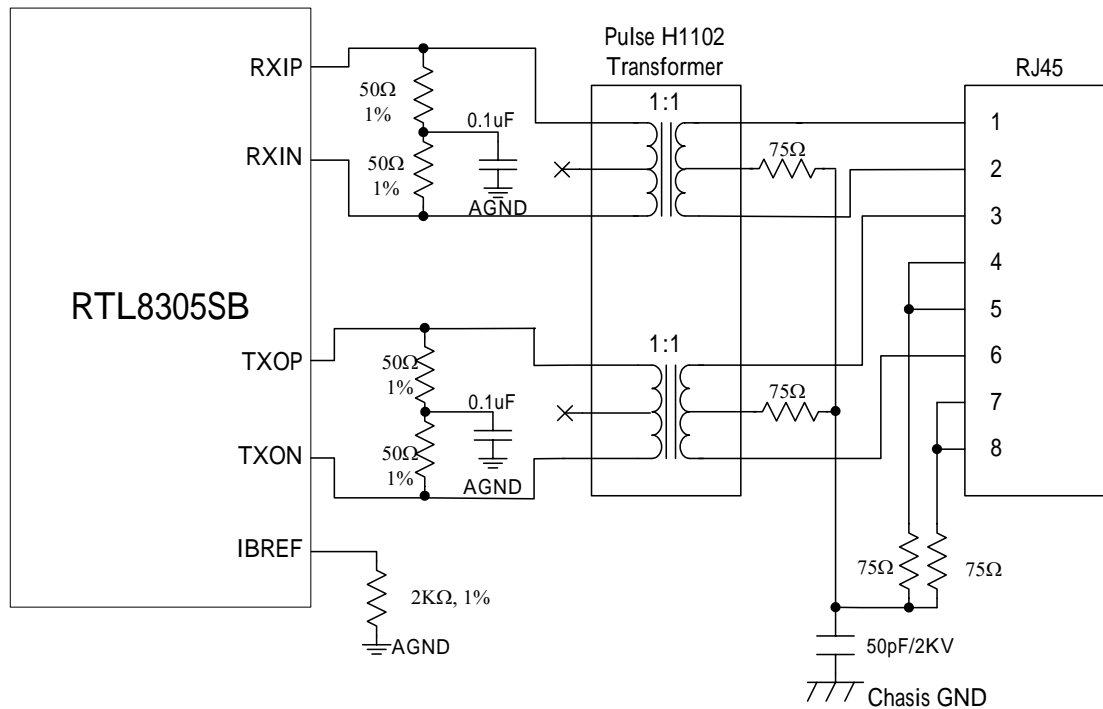 Pulse H1102
Transformer
RJ45
RXIP
50Ω
1%
0.1uF
1:1
1
75Ω
RXIN
50Ω
1%
2
AGND
3
4
RTL8305SB
5
1:1
TXOP
50Ω
1%
6
0.1uF
75Ω
7
TXON
50Ω
1%
8
AGND
IBREF
75Ω
75Ω
2KΩ, 1%
AGND
50pF/2KV
Chasis GND